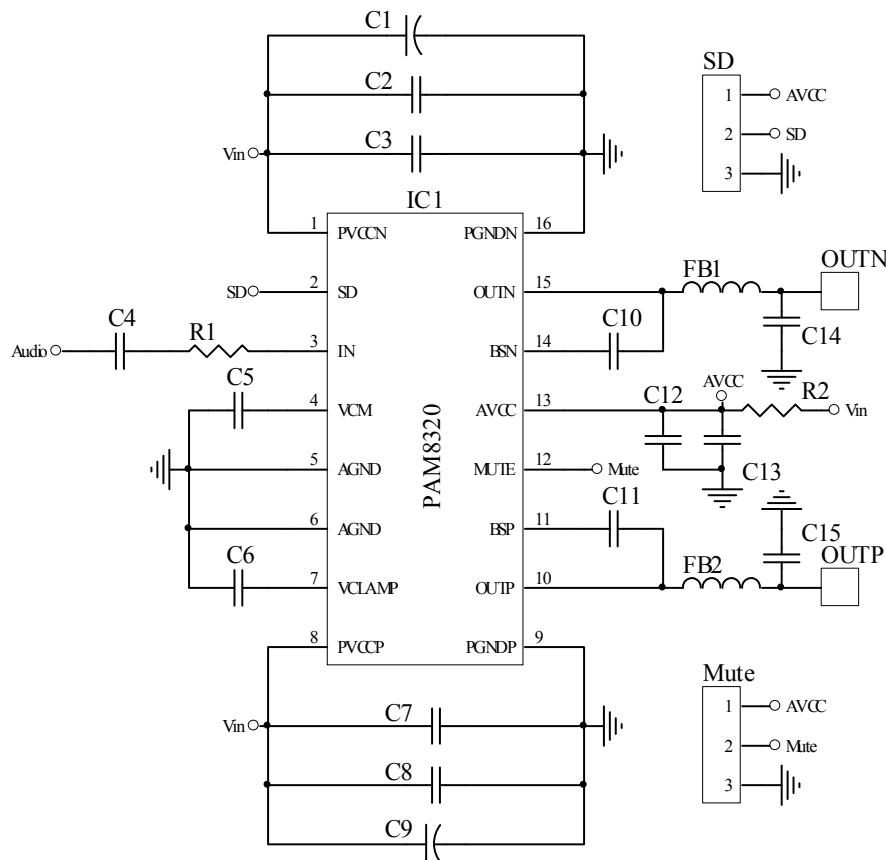 C1
C2
C3
Vin
SD
1 AVCC
2 SD
3
IC1
1 PVCCN PGNDN 16
SD 2 SD OUTN 15 FB1 OUTN
C14
Audio C4 R1 3 IN BSN 14 C10
C5 4 VCM AVCC 13 C12 AVCC R2 Vin
C13
5 AGND MUTE 12 Mute
6 AGND BSP 11 C11
C15
C6 7 VCLAMP OUTP 10 FB2 OUTP
8 PVCCP PGNDP 9
PAM8320
Vin
C7
C8
C9
Mute
1 AVCC
2 Mute
3